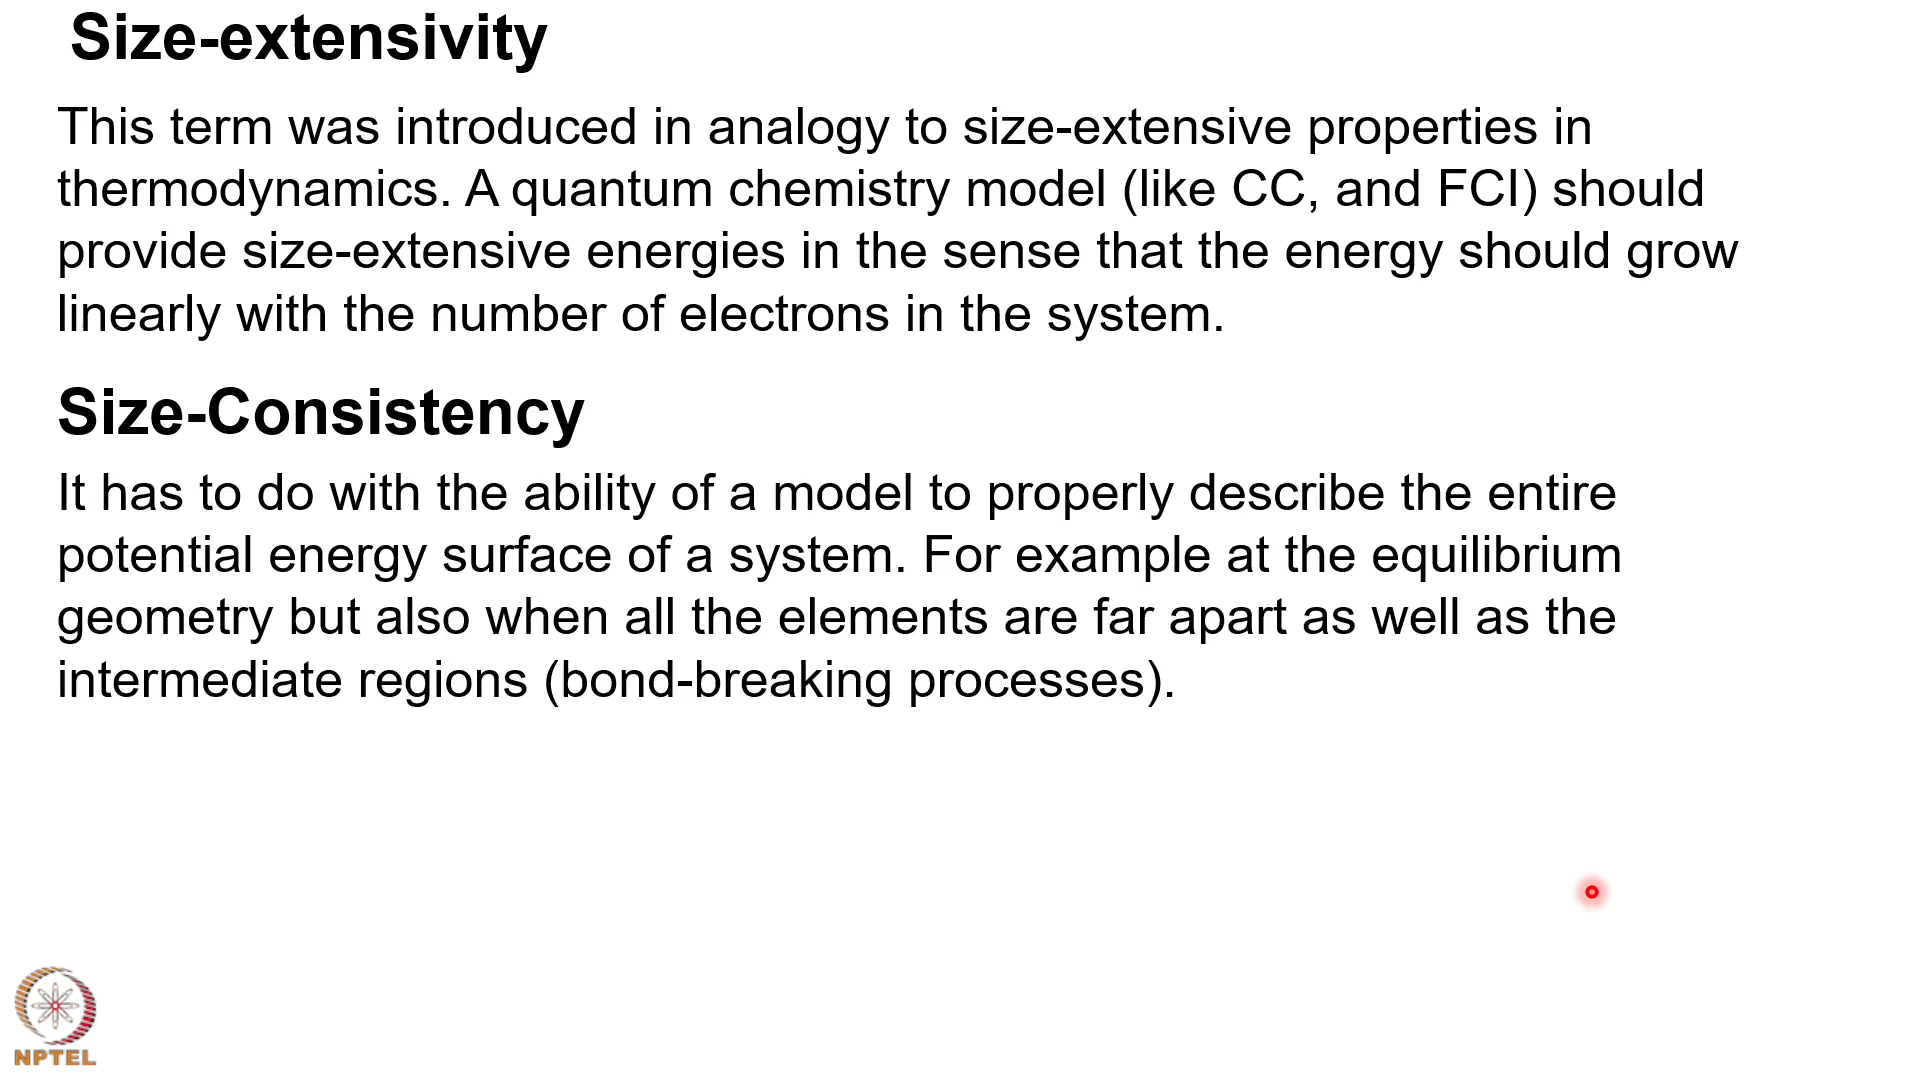 Size-extensivity
This term was introduced in analogy to size-extensive properties in
thermodynamics. A quantum chemistry model (like CC, and FCI) should
provide size-extensive energies in the sense that the energy should grow
linearly with the number of electrons in the system.
Size-Consistency
It has to do with the ability of a model to properly describe the entire
potential energy surface of a system. For example at the equilibrium
geometry but also when all the elements are far apart as well as the
intermediate regions (bond-breaking processes).
NPTEL